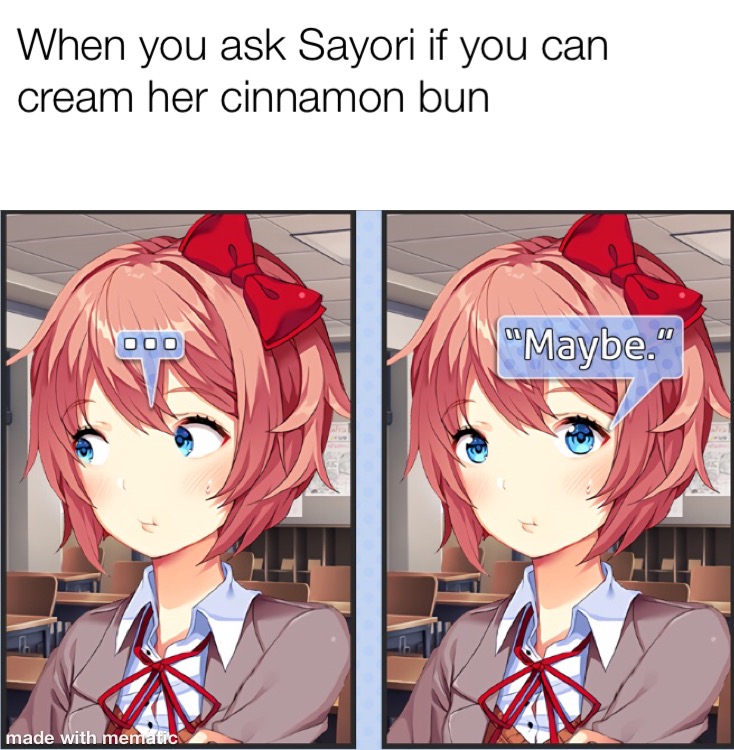 When you ask Sayori if you can
cream her cinnamon bun
...
"Maybe."
made with mematic